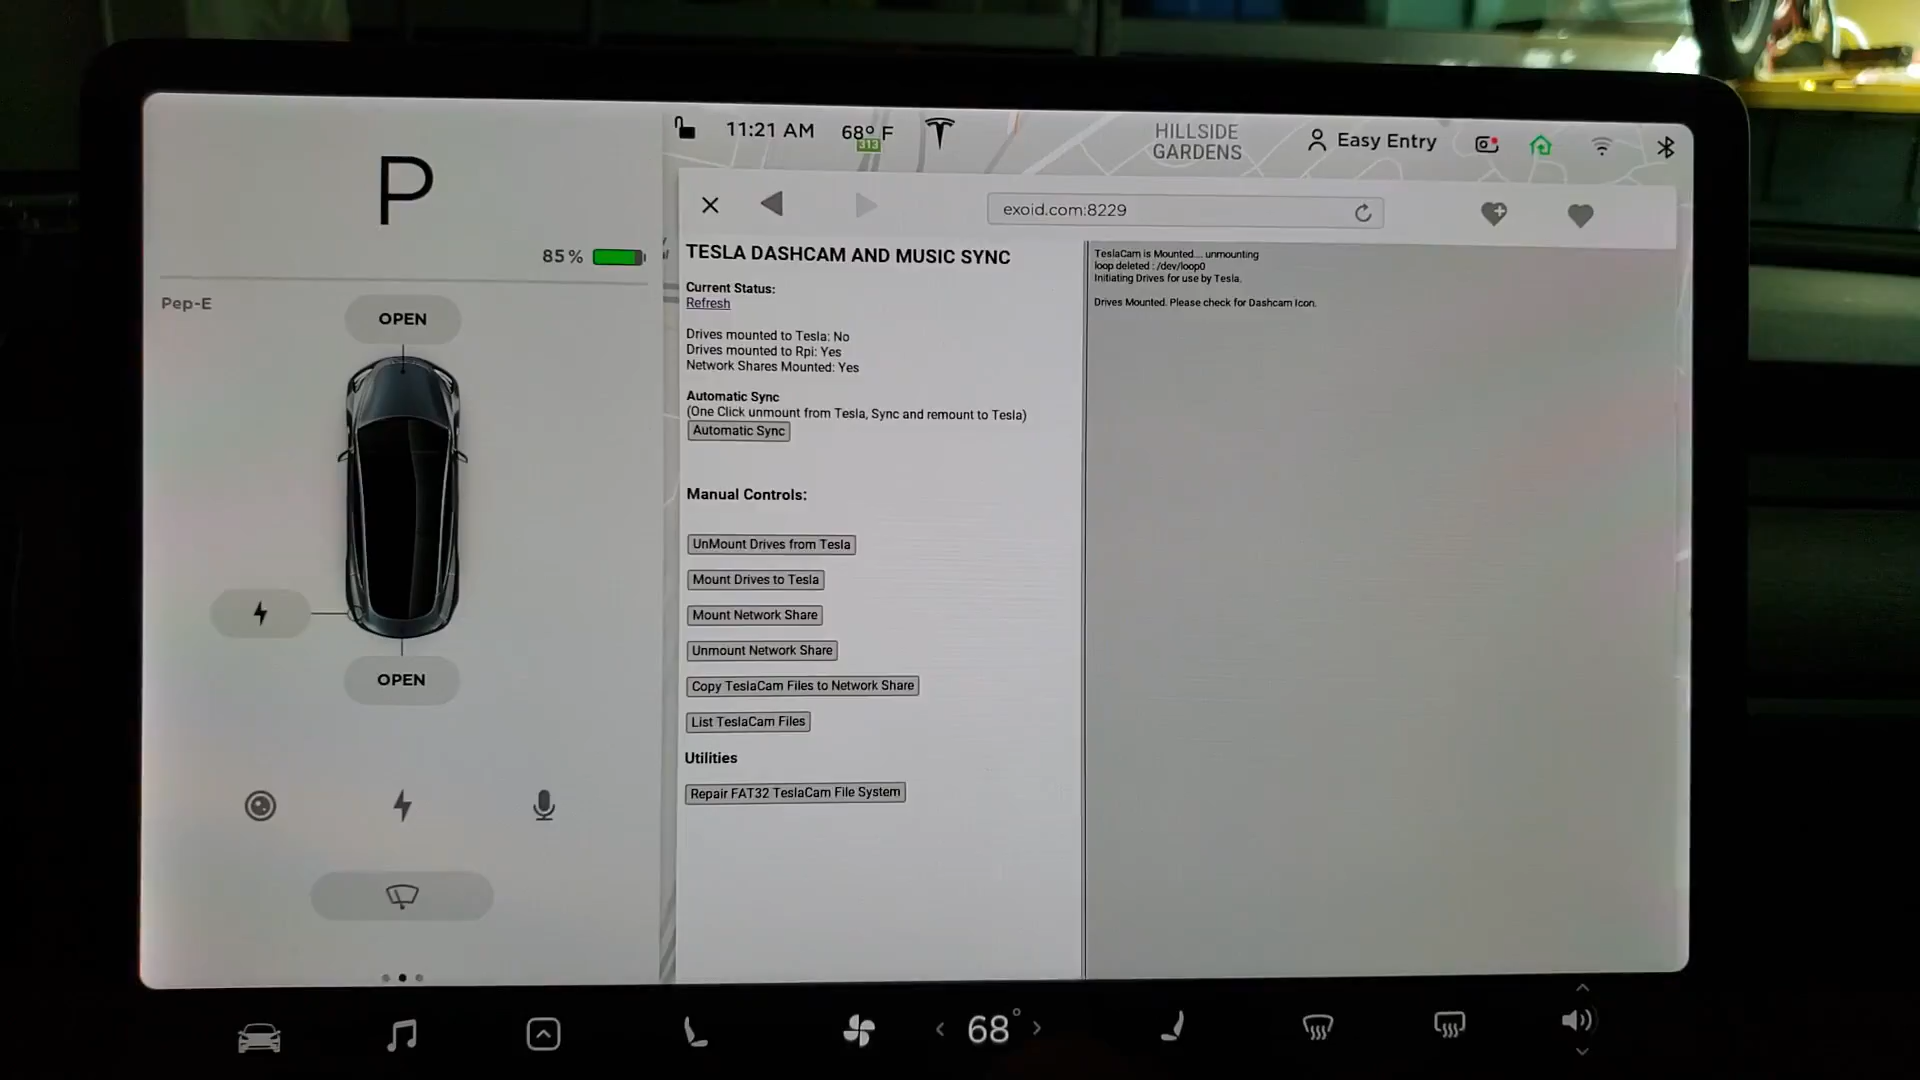 P
85%
Pep-E
OPEN
OPEN
11:21 AM
68° F
313
HILLSIDE
GARDENS
Easy Entry
exoid.com:8229
TESLA DASHCAM AND MUSIC SYNC
Current Status:
Refresh
Drives mounted to Tesla: No
Drives mounted to Rpi: Yes
Network Shares Mounted: Yes
Automatic Sync
(One Click unmount from Tesla, Sync and remount to Tesla)
Automatic Sync
Manual Controls:
UnMount Drives from Tesla
Mount Drives to Tesla
Mount Network Share
Unmount Network Share
Copy TeslaCam Files to Network Share
List TeslaCam Files
Utilities
Repair FAT32 TeslaCam File System
TeslaCam is Mounted.... unmounting
loop deleted : /dev/loop0
Initiating Drives for use by Tesla.
Drives Mounted. Please check for Dashcam Icon.
68°